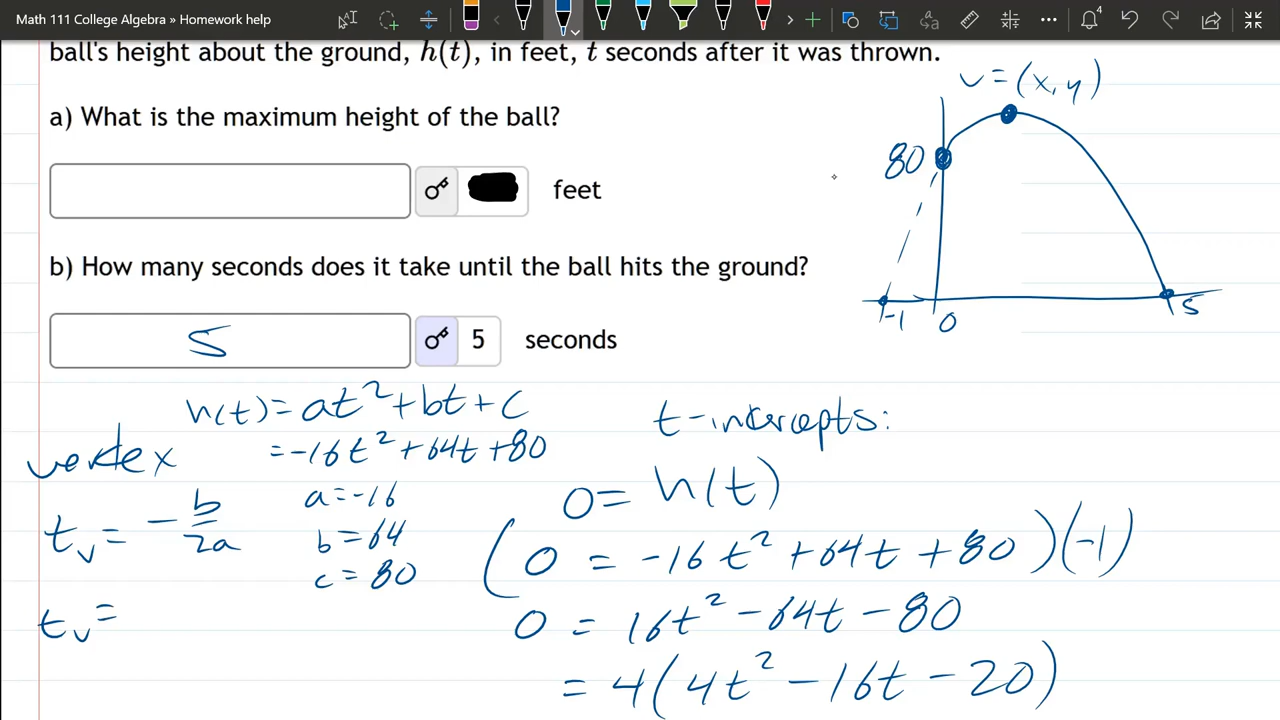 Math 111 College Algebra » Homework help
4
ball's height about the ground, h(t), in feet, t seconds after it was thrown.
v = (x, y)
a) What is the maximum height of the ball?
80
feet
b) How many seconds does it take until the ball hits the ground?
-1 0 5
5 5 seconds
h(t) = at² + bt + c
= -16t² + 64t + 80
vertex
a = -16
b = 64
c = 80
t_v = -b/2a
t_v =
t-intercepts:
0 = h(t)
(0 = -16t² + 64t + 80)(-1)
0 = 16t² - 64t - 80
= 4(4t² - 16t - 20)